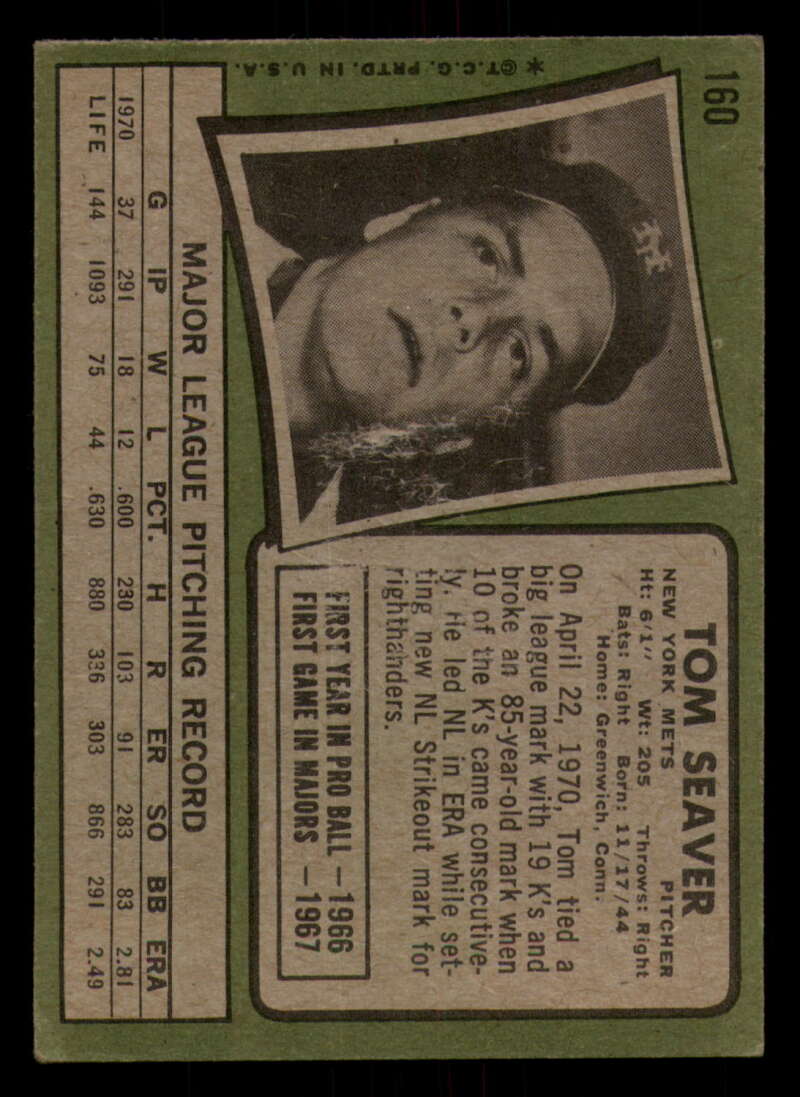 160
TOM SEAVER
NEW YORK METS PITCHER
Ht: 6'1" Wt: 205 Throws: Right
Bats: Right Born: 11/17/44
Home: Greenwich, Conn.
On April 22, 1970, Tom tied a
big league mark with 19 K's and
broke an 85-year-old mark when
10 of the K's came consecutive-
ly. He led NL in ERA while set-
ting new NL Strikeout mark for
righthanders.
FIRST YEAR IN PRO BALL — 1966
FIRST GAME IN MAJORS — 1967
MAJOR LEAGUE PITCHING RECORD
G IP W L PCT. H R ER SO BB ERA
1970 37 291 18 12 .600 230 103 91 283 83 2.81
LIFE 144 1093 75 44 .630 880 336 303 866 291 2.49
*©T.C.G. PRTD. IN U.S.A.
NY